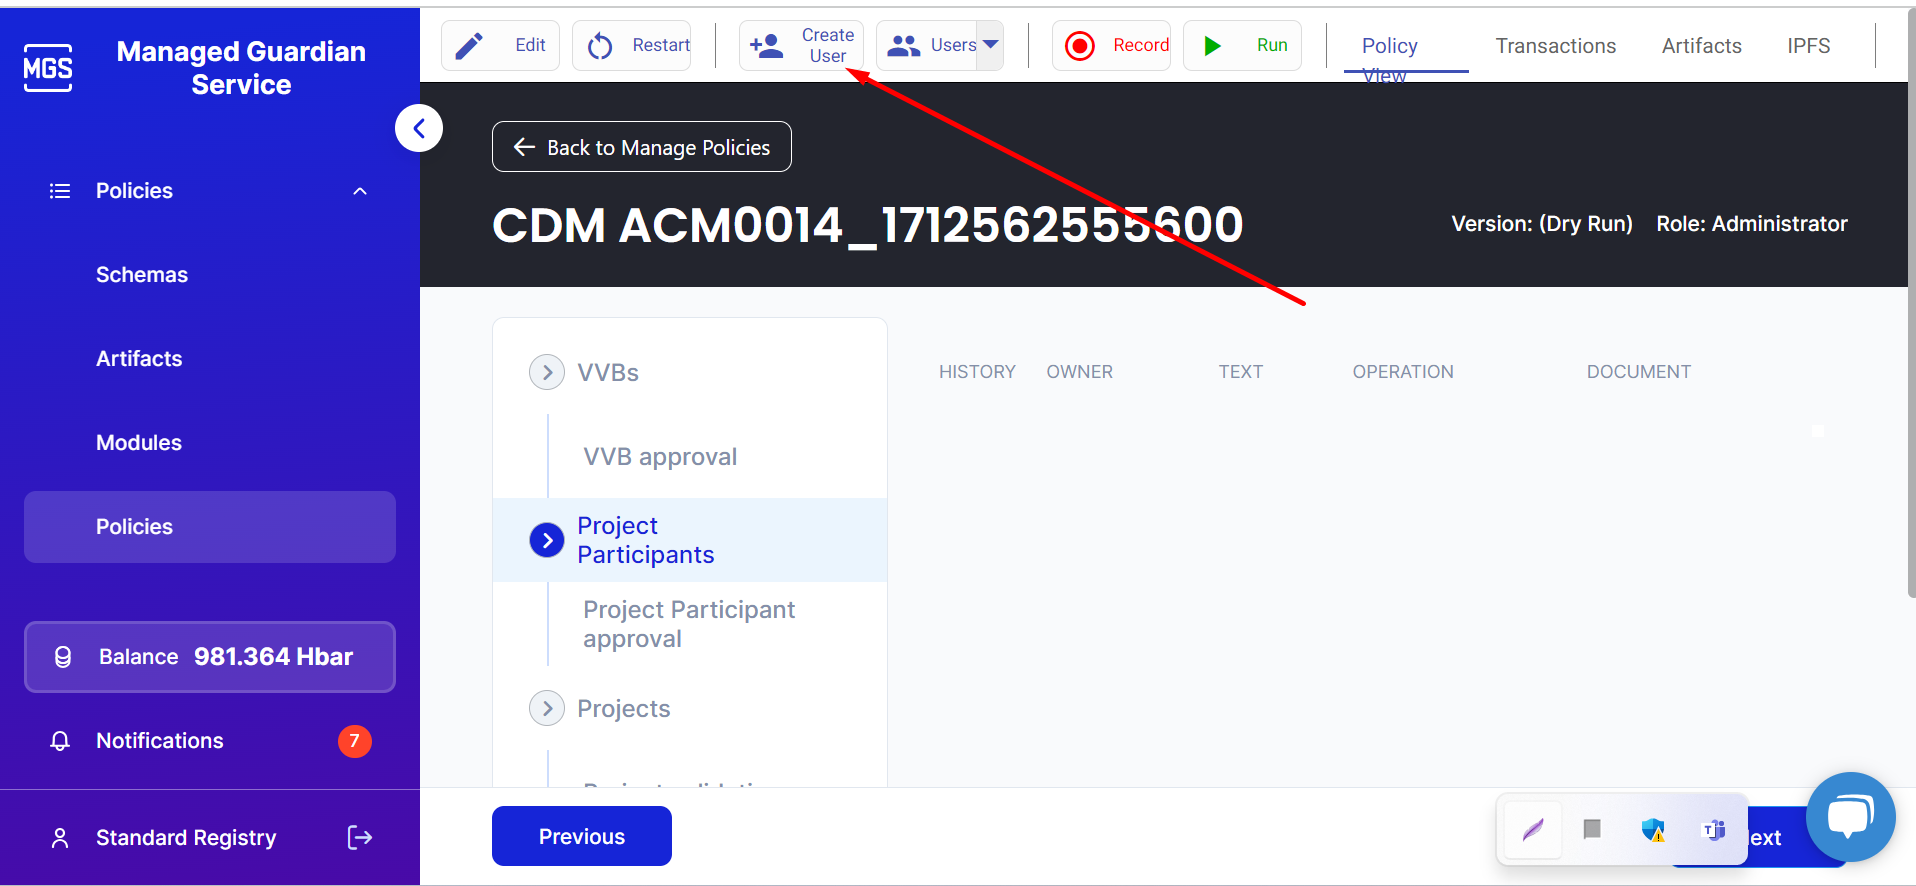 MGS
Managed Guardian
Service
Policies
Schemas
Artifacts
Modules
Policies
Balance 981.364 Hbar
Notifications 7
Standard Registry
Edit
Restart
Create
User
Users
Record
Run
Policy
View
Transactions
Artifacts
IPFS
Back to Manage Policies
CDM ACM0014_1712562555600
Version: (Dry Run) Role: Administrator
VVBs
VVB approval
Project
Participants
Project Participant
approval
Projects
HISTORY OWNER TEXT OPERATION DOCUMENT
Previous
ext